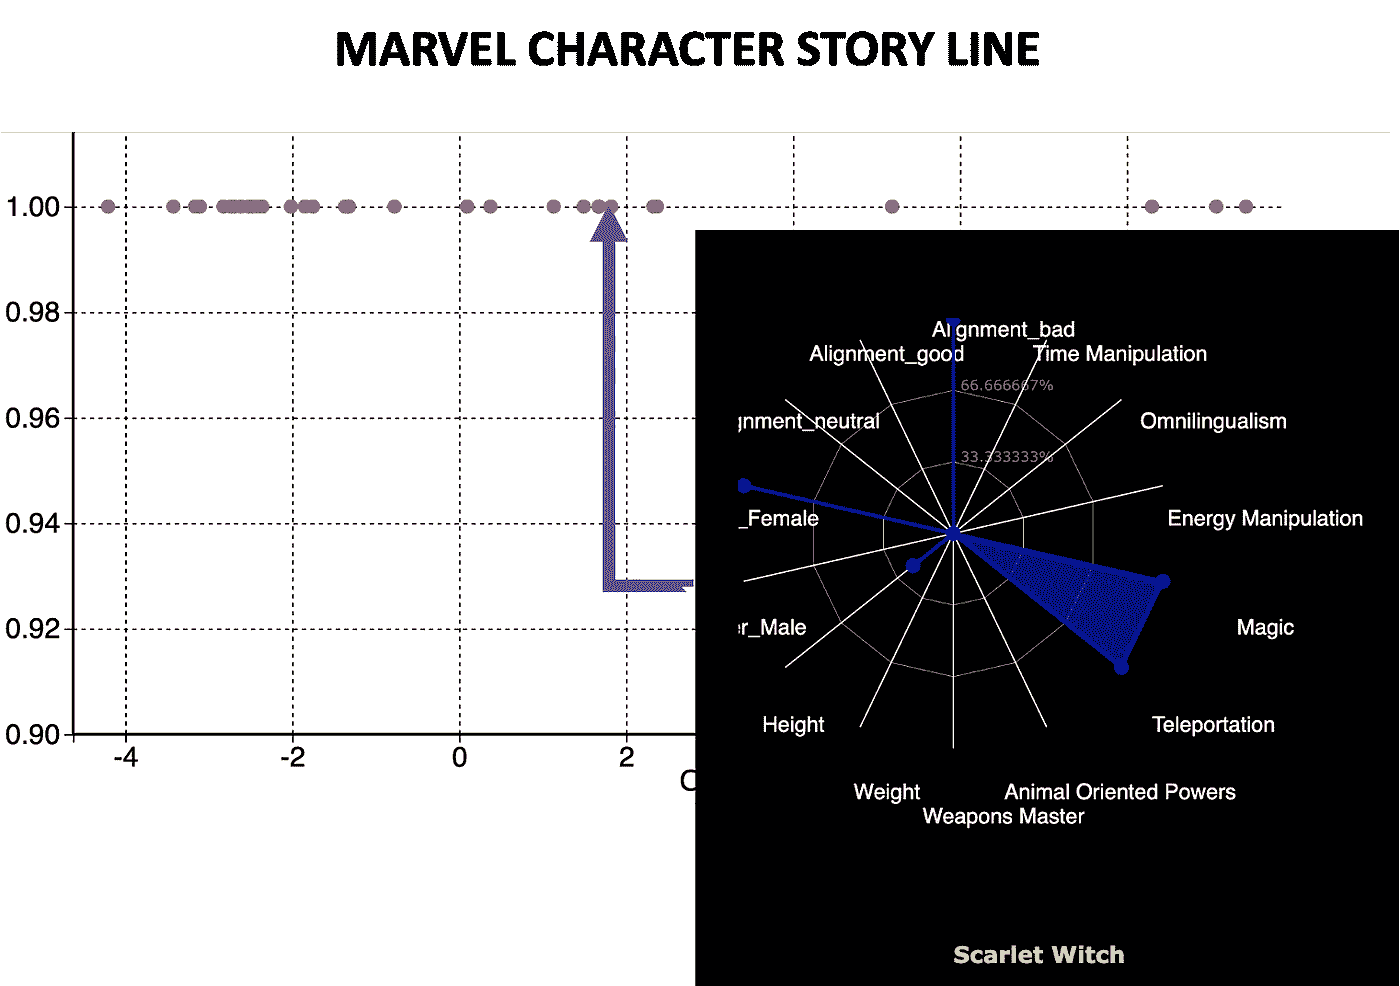 MARVEL CHARACTER STORY LINE
1.00
0.98
0.96
0.94
0.92
0.90
-4
-2
0
2
C
Alignment_bad
Alignment_good
Time Manipulation
66.666667%
gnment_neutral
Omnilingualism
33.333333%
_Female
Energy Manipulation
r_Male
Magic
Height
Teleportation
Weight
Animal Oriented Powers
Weapons Master
Scarlet Witch